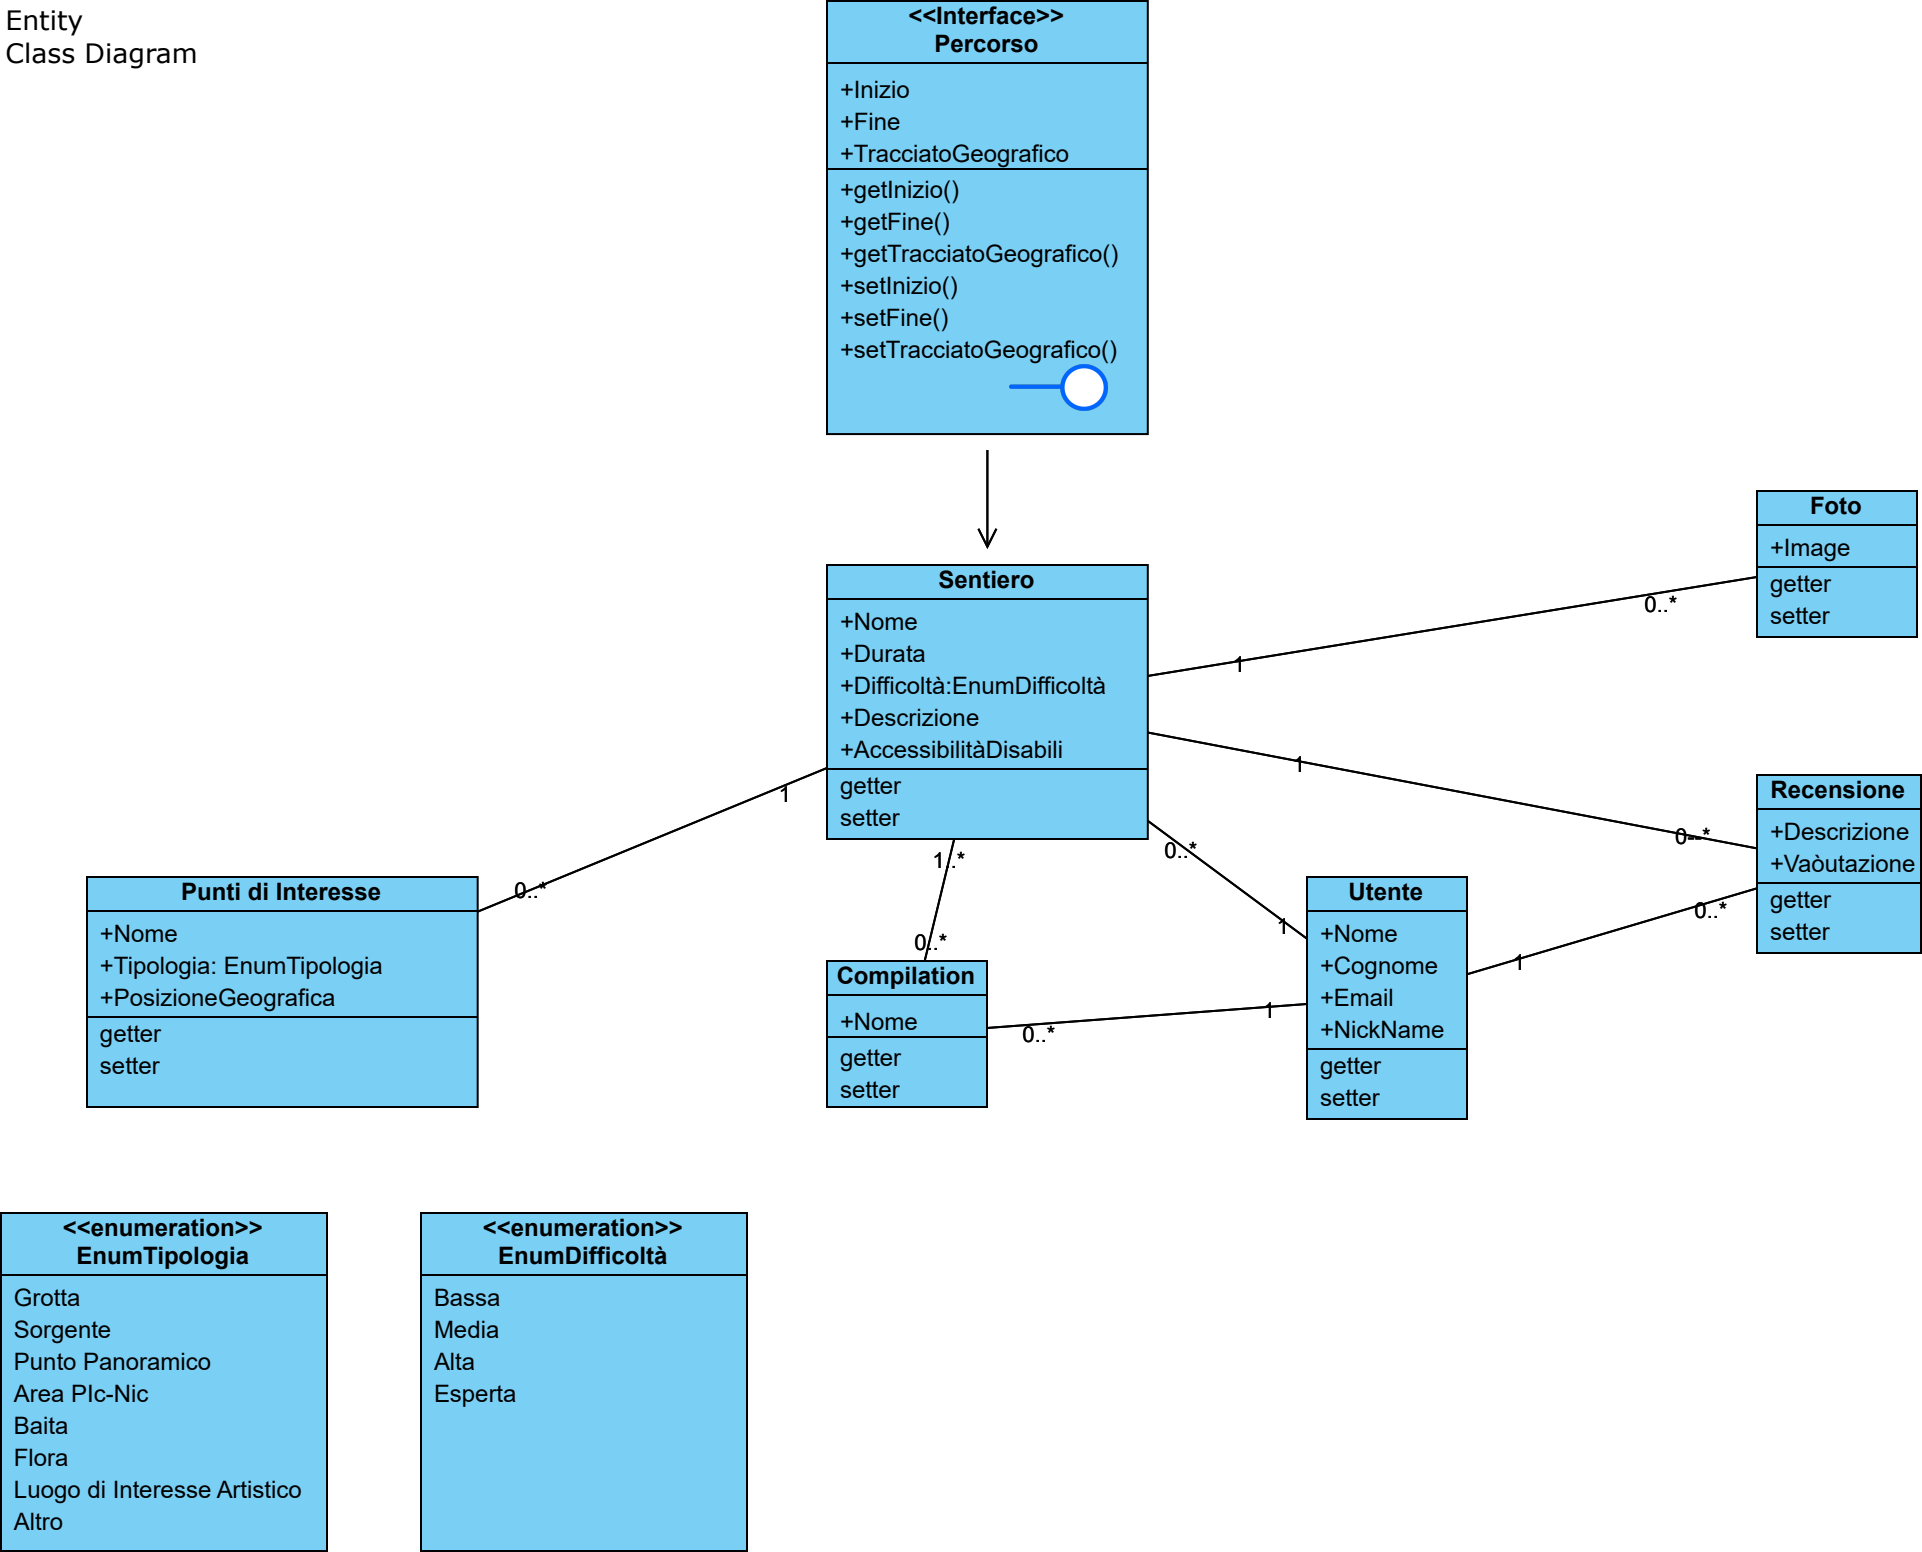 Entity
Class Diagram
<<Interface>>
Percorso
+Inizio
+Fine
+TracciatoGeografico
+getInizio()
+getFine()
+getTracciatoGeografico()
+setInizio()
+setFine()
+setTracciatoGeografico()
Foto
+Image
getter
setter
0..*
1
Sentiero
+Nome
+Durata
+Difficoltà:EnumDifficoltà
+Descrizione
+AccessibilitàDisabili
getter
setter
1
0--*
Recensione
+Descrizione
+Vaòutazione
getter
setter
1
0..*
Punti di Interesse
+Nome
+Tipologia: EnumTipologia
+PosizioneGeografica
getter
setter
1..*
0..*
Compilation
+Nome
getter
setter
0..*
1
Utente
+Nome
+Cognome
+Email
+NickName
getter
setter
0..*
1
0..*
1
<<enumeration>>
EnumTipologia
Grotta
Sorgente
Punto Panoramico
Area PIc-Nic
Baita
Flora
Luogo di Interesse Artistico
Altro
<<enumeration>>
EnumDifficoltà
Bassa
Media
Alta
Esperta